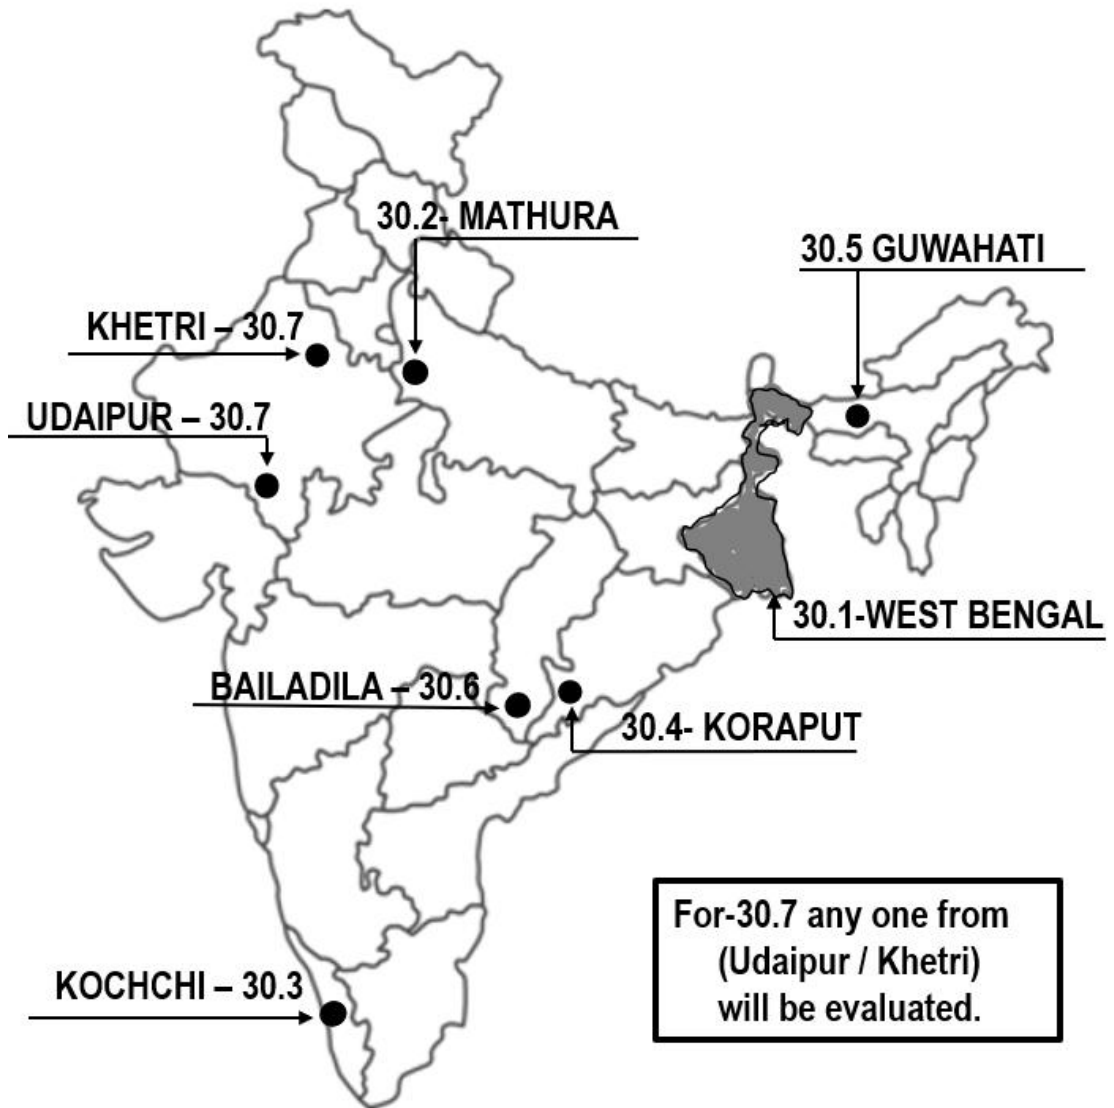 30.2- MATHURA
30.5 GUWAHATI
KHETRI – 30.7
UDAIPUR – 30.7
30.1-WEST BENGAL
BAILADILA – 30.6
30.4- KORAPUT
For-30.7 any one from
(Udaipur / Khetri)
will be evaluated.
KOCHCHI – 30.3